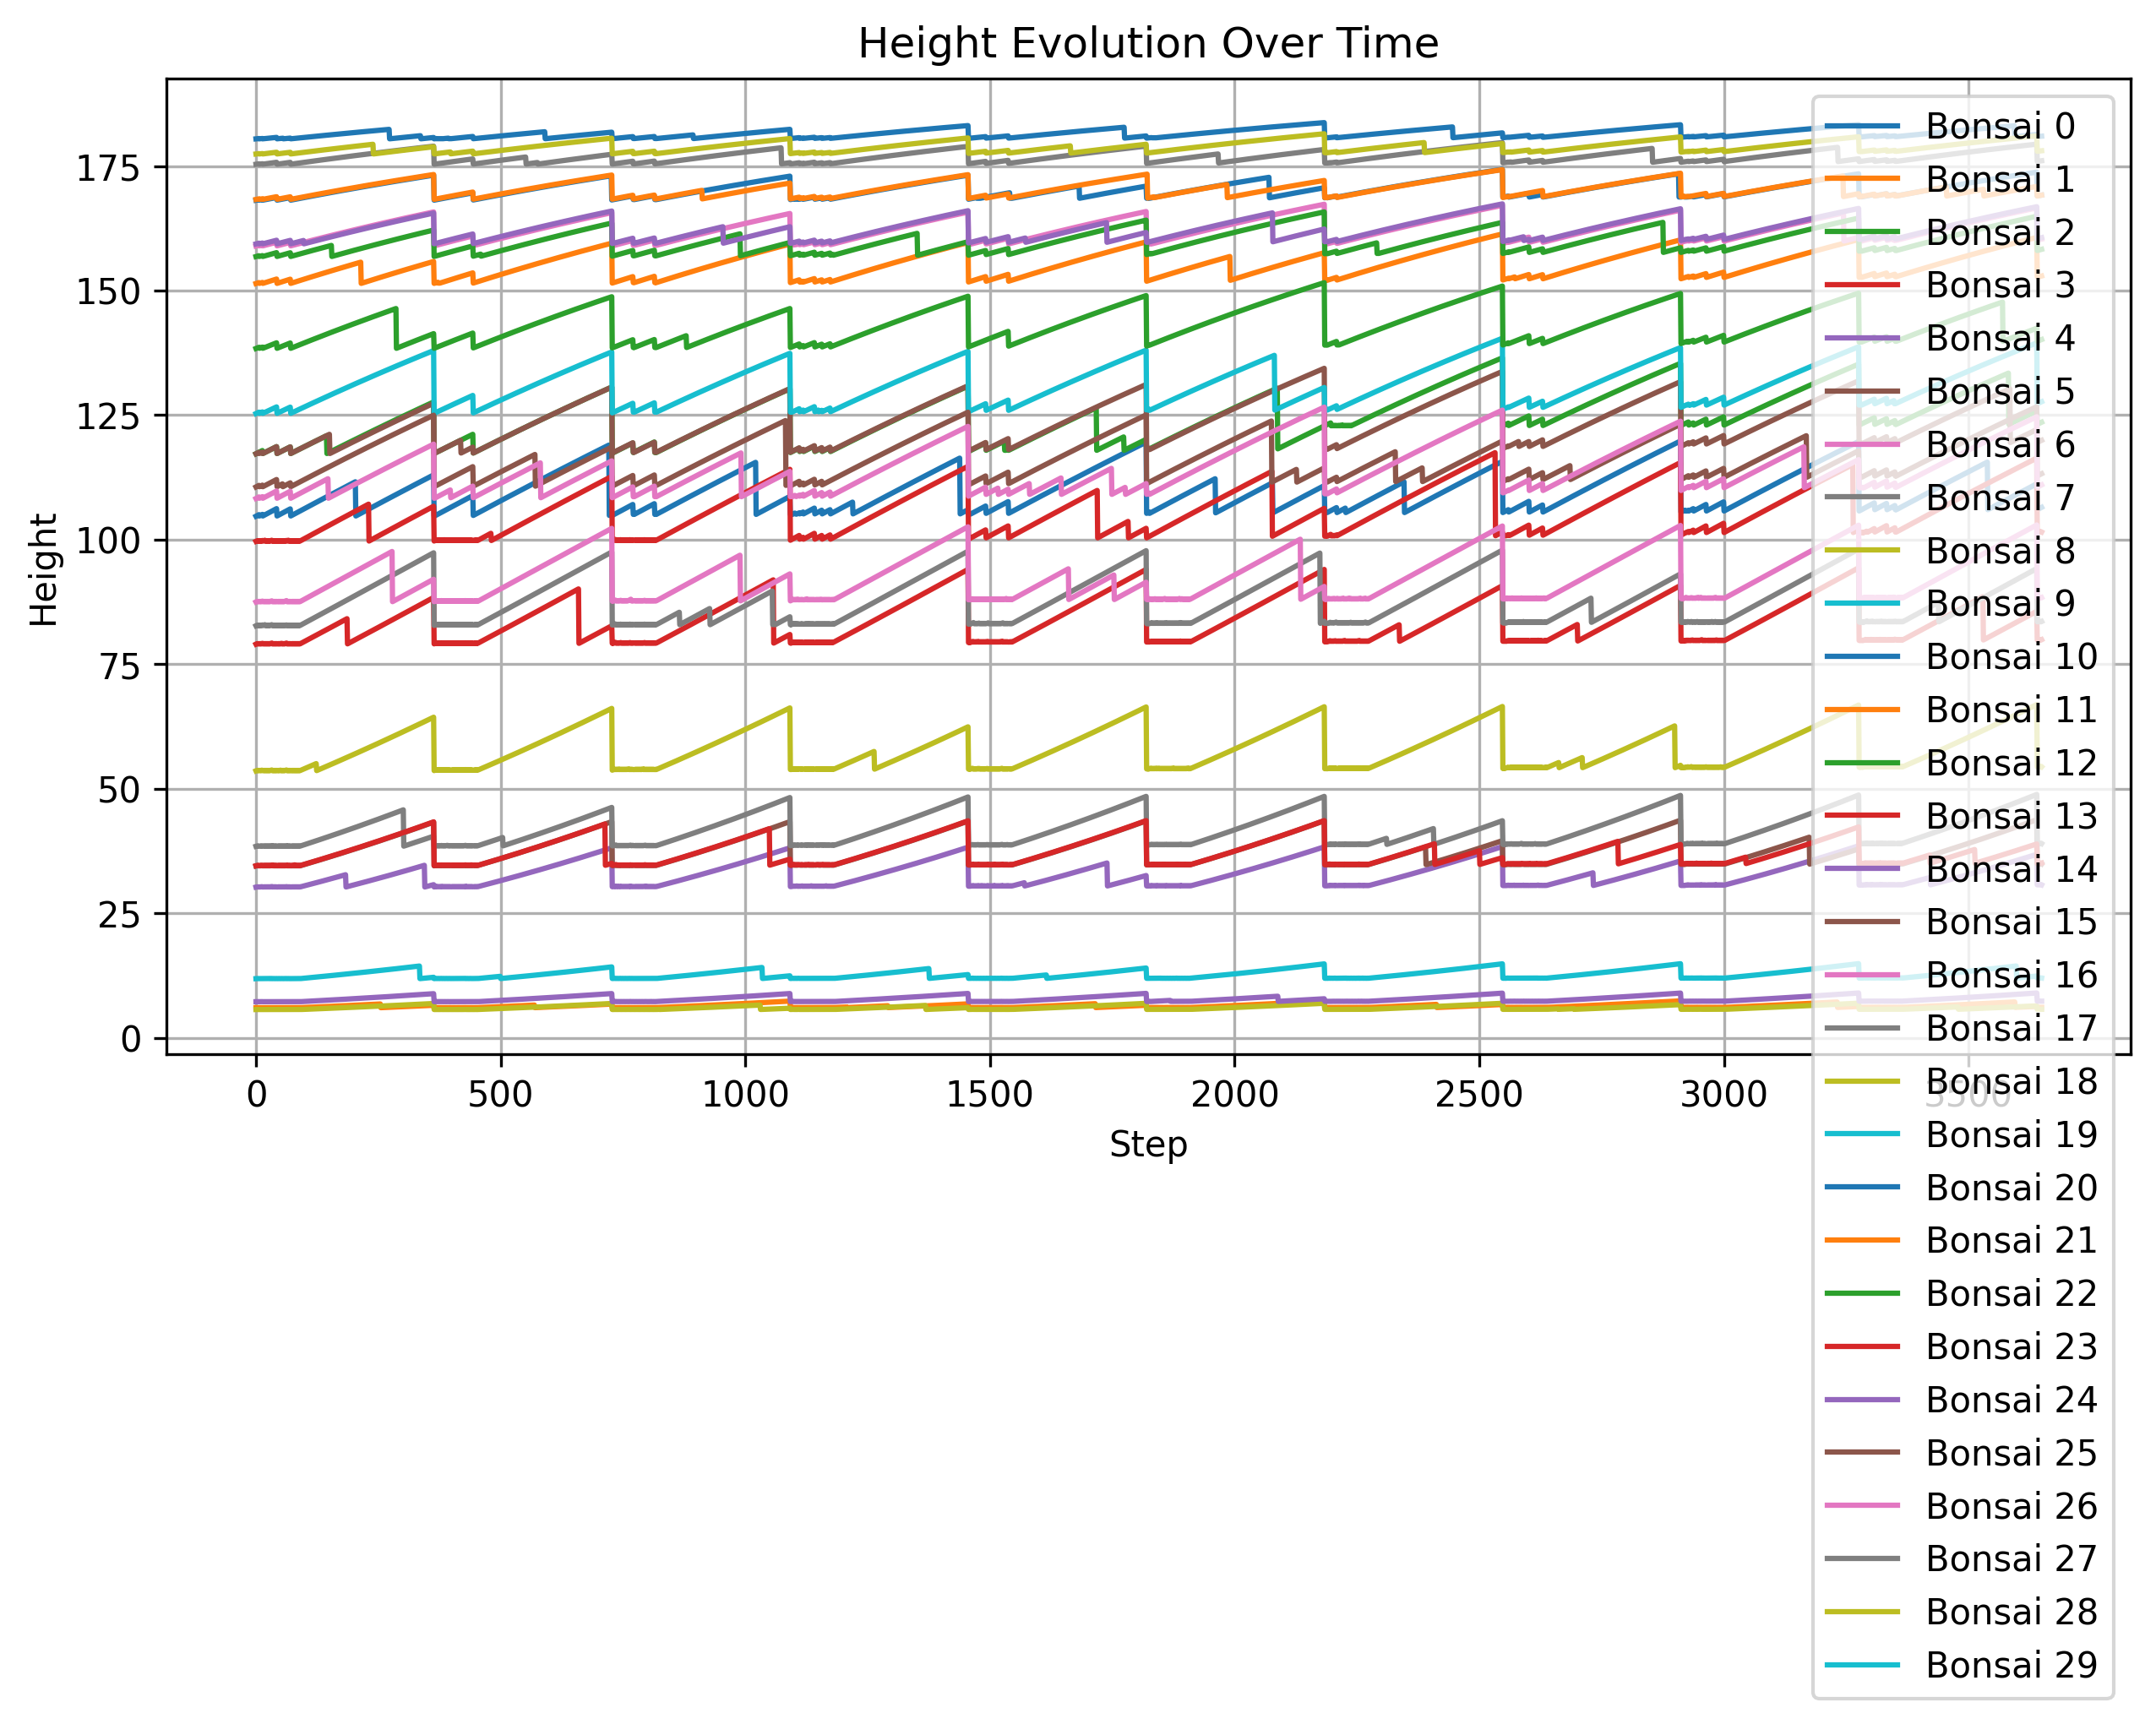 Height Evolution Over Time
Height
175
150
125
100
75
50
25
0
0
500
1000
1500
2000
2500
3000
3500
Step
Bonsai 0
Bonsai 1
Bonsai 2
Bonsai 3
Bonsai 4
Bonsai 5
Bonsai 6
Bonsai 7
Bonsai 8
Bonsai 9
Bonsai 10
Bonsai 11
Bonsai 12
Bonsai 13
Bonsai 14
Bonsai 15
Bonsai 16
Bonsai 17
Bonsai 18
Bonsai 19
Bonsai 20
Bonsai 21
Bonsai 22
Bonsai 23
Bonsai 24
Bonsai 25
Bonsai 26
Bonsai 27
Bonsai 28
Bonsai 29